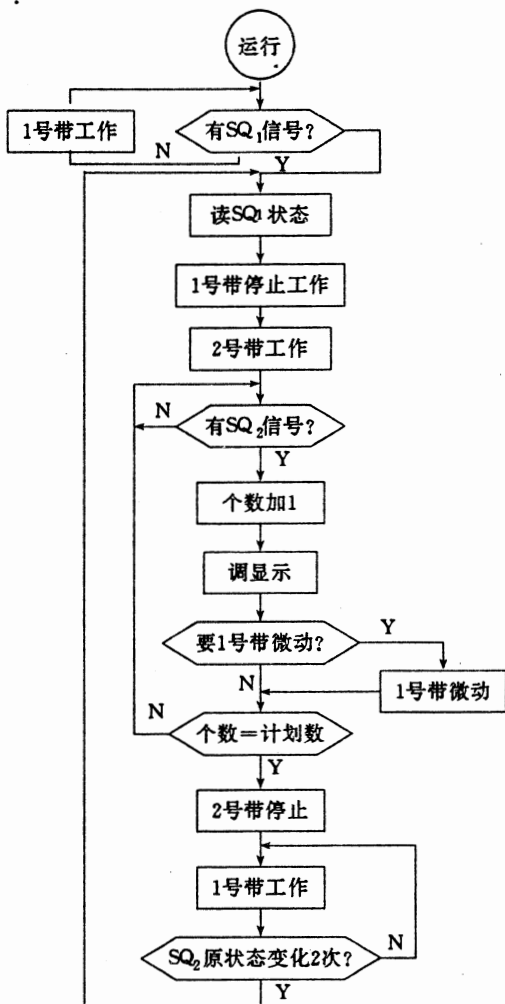 运行
1号带工作
有SQ₁信号?
N
Y
读SQ1状态
1号带停止工作
2号带工作
N
有SQ₂信号?
Y
个数加1
调显示
要1号带微动?
Y
N
1号带微动
N
个数=计划数
Y
2号带停止
1号带工作
SQ₂原状态变化2次?
N
Y